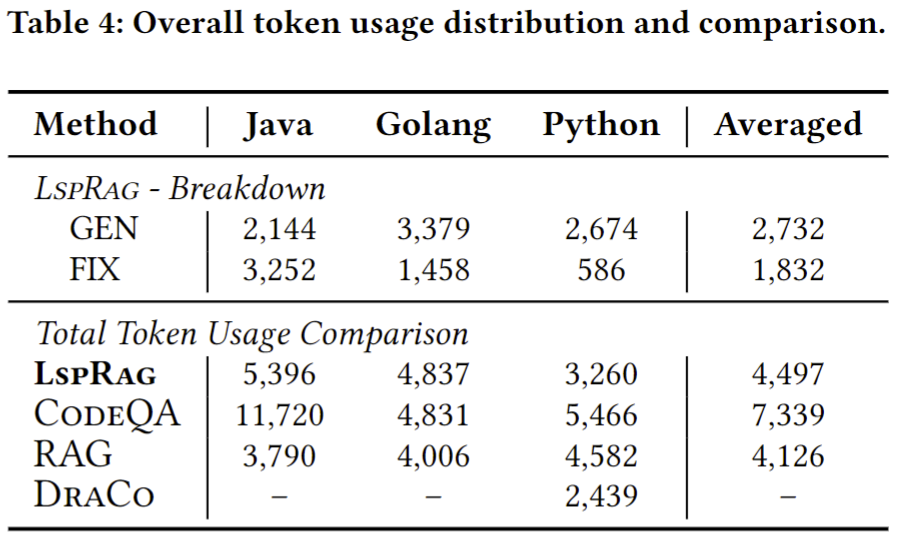 Table 4: Overall token usage distribution and comparison.
Method Java Golang Python Averaged
LspRag - Breakdown
GEN 2,144 3,379 2,674 2,732
FIX 3,252 1,458 586 1,832
Total Token Usage Comparison
LspRag 5,396 4,837 3,260 4,497
CodeQA 11,720 4,831 5,466 7,339
RAG 3,790 4,006 4,582 4,126
DraCo – – 2,439 –